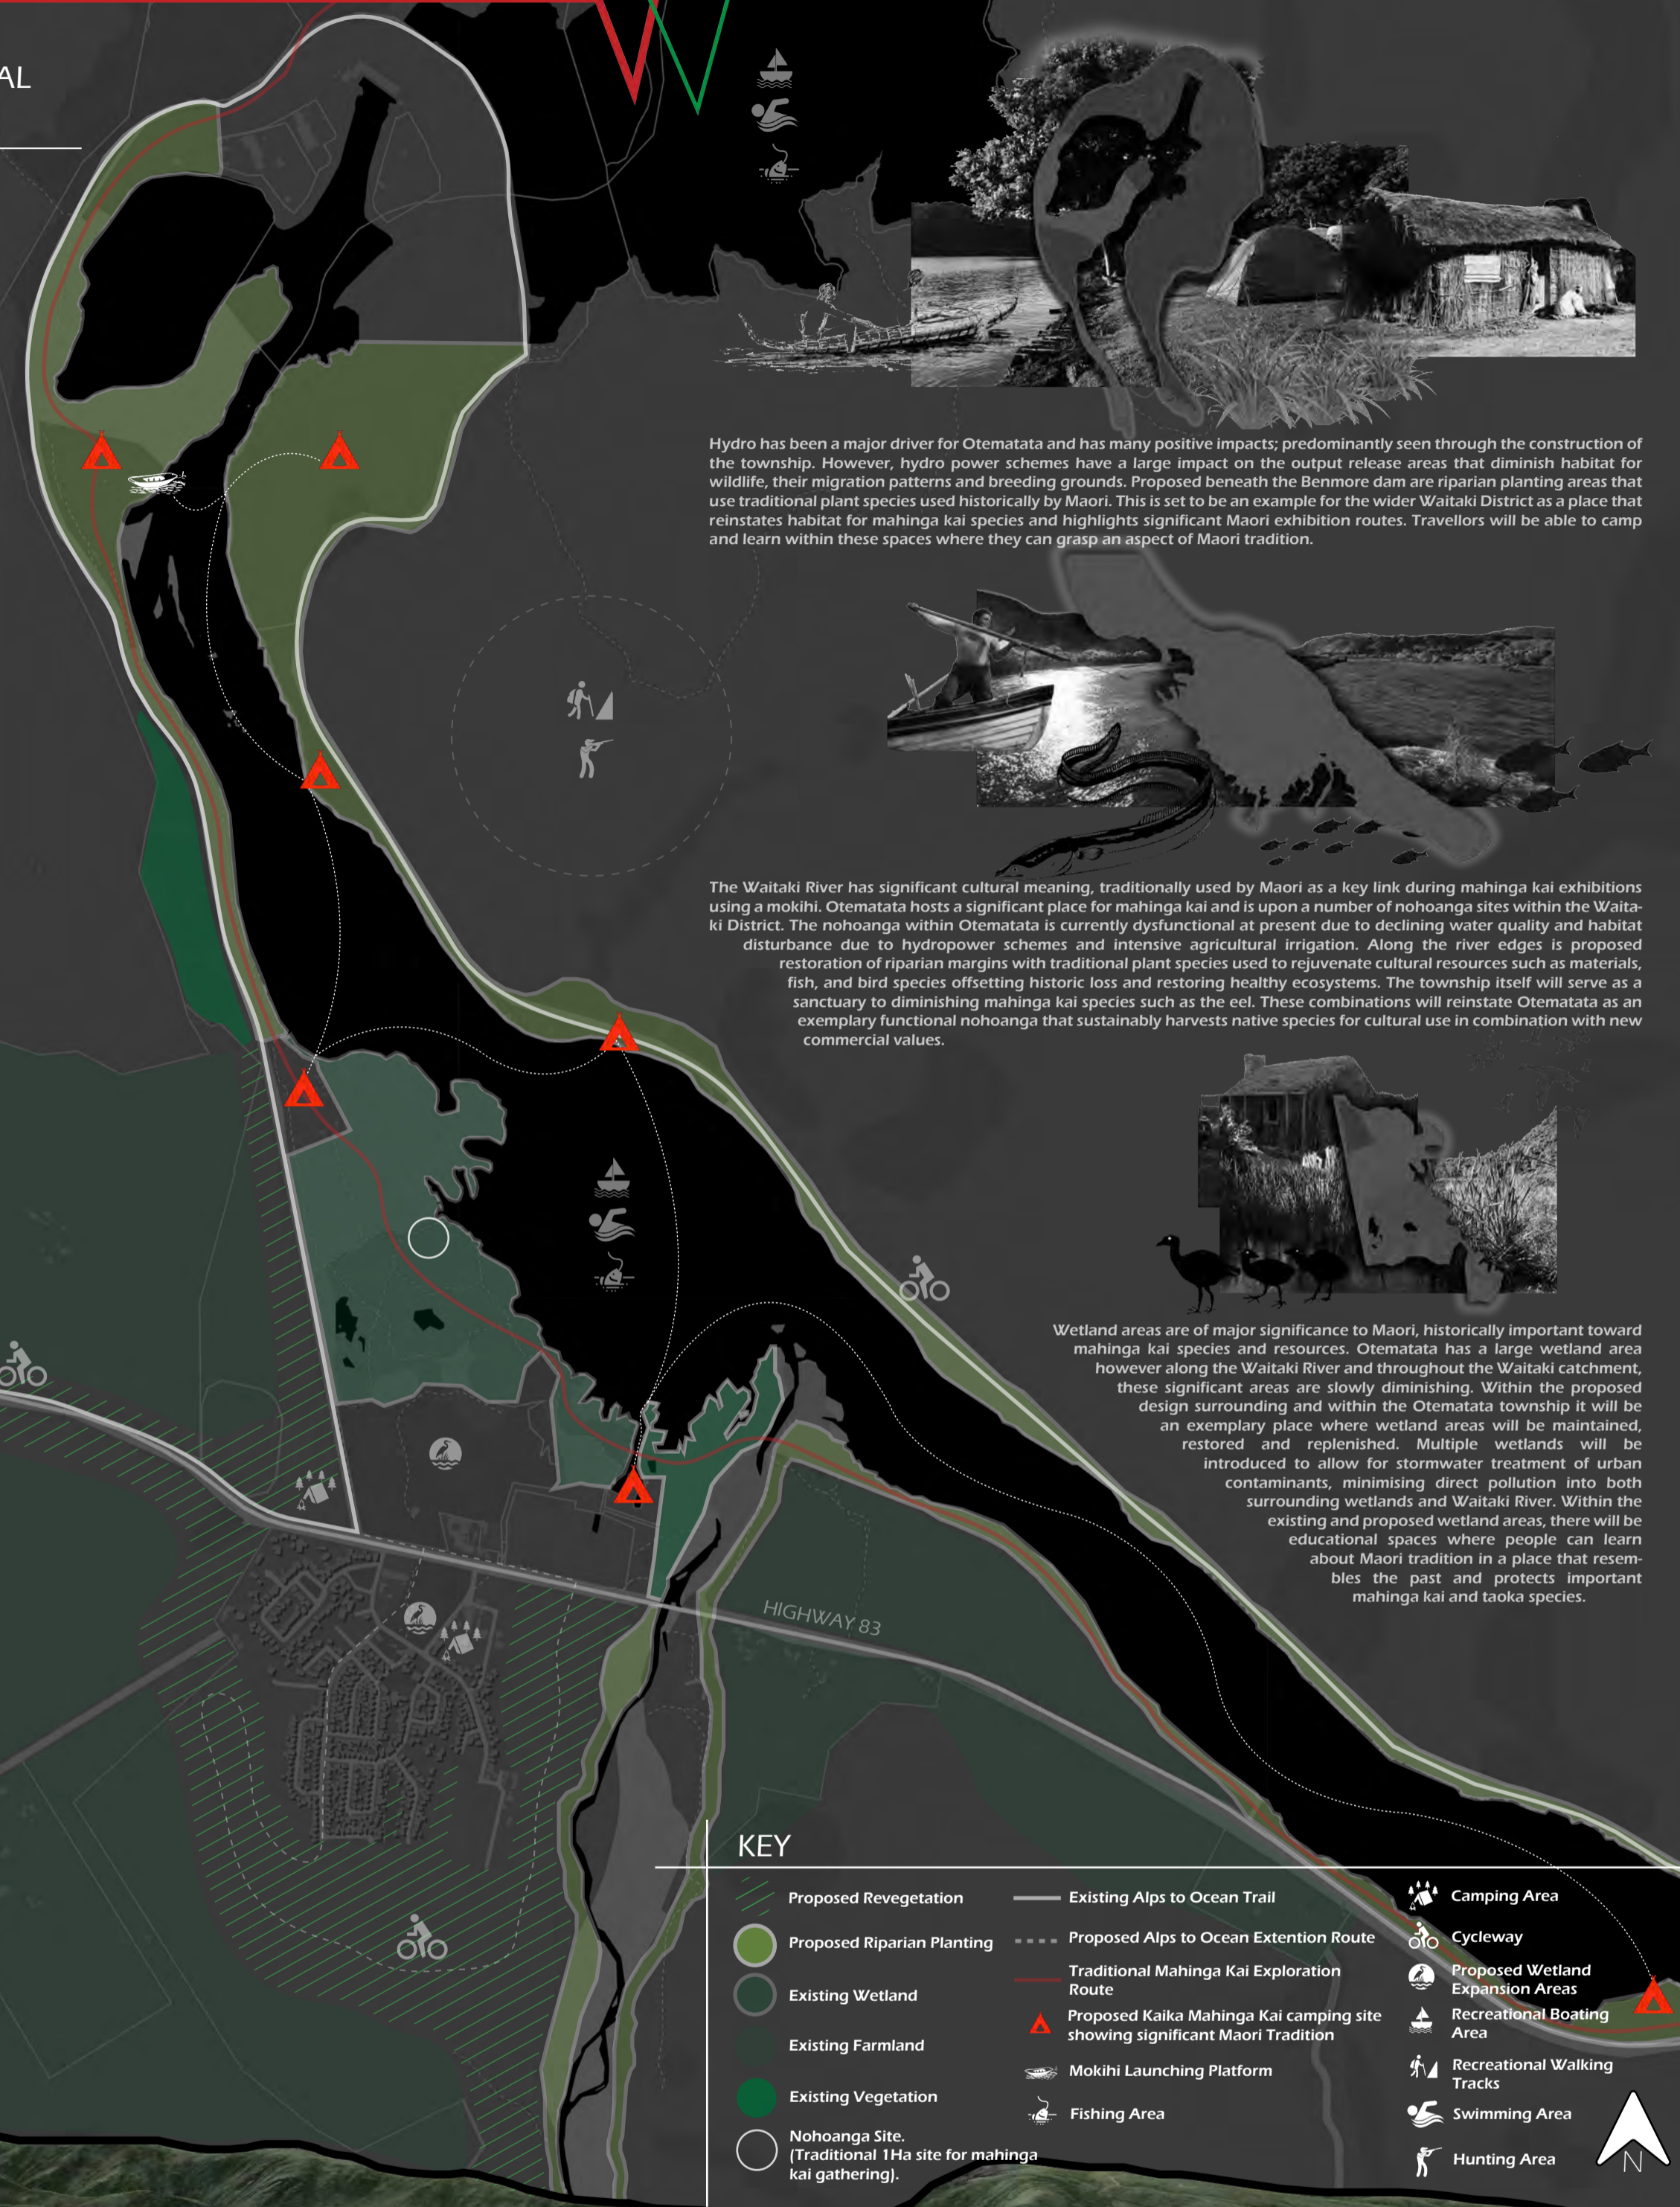 AL
Hydro has been a major driver for Otematata and has many positive impacts; predominantly seen through the construction of
the township. However, hydro power schemes have a large impact on the output release areas that diminish habitat for
wildlife, their migration patterns and breeding grounds. Proposed beneath the Benmore dam are riparian planting areas that
use traditional plant species used historically by Maori. This is set to be an example for the wider Waitaki District as a place that
reinstates habitat for mahinga kai species and highlights significant Maori exhibition routes. Travellors will be able to camp
and learn within these spaces where they can grasp an aspect of Maori tradition.
The Waitaki River has significant cultural meaning, traditionally used by Maori as a key link during mahinga kai exhibitions
using a mokihi. Otematata hosts a significant place for mahinga kai and is upon a number of nohoanga sites within the Waita-
ki District. The nohoanga within Otematata is currently dysfunctional at present due to declining water quality and habitat
disturbance due to hydropower schemes and intensive agricultural irrigation. Along the river edges is proposed
restoration of riparian margins with traditional plant species used to rejuvenate cultural resources such as materials,
fish, and bird species offsetting historic loss and restoring healthy ecosystems. The township itself will serve as a
sanctuary to diminishing mahinga kai species such as the eel. These combinations will reinstate Otematata as an
exemplary functional nohoanga that sustainably harvests native species for cultural use in combination with new
commercial values.
Wetland areas are of major significance to Maori, historically important toward
mahinga kai species and resources. Otematata has a large wetland area
however along the Waitaki River and throughout the Waitaki catchment,
these significant areas are slowly diminishing. Within the proposed
design surrounding and within the Otematata township it will be
an exemplary place where wetland areas will be maintained,
restored and replenished. Multiple wetlands will be
introduced to allow for stormwater treatment of urban
contaminants, minimising direct pollution into both
surrounding wetlands and Waitaki River. Within the
existing and proposed wetland areas, there will be
educational spaces where people can learn
about Maori tradition in a place that resem-
bles the past and protects important
mahinga kai and taoka species.
HIGHWAY 83
KEY
Proposed Revegetation
Proposed Riparian Planting
Existing Wetland
Existing Farmland
Existing Vegetation
Nohoanga Site.
(Traditional 1Ha site for mahinga
kai gathering).
Existing Alps to Ocean Trail
Proposed Alps to Ocean Extention Route
Traditional Mahinga Kai Exploration
Route
Proposed Kaika Mahinga Kai camping site
showing significant Maori Tradition
Mokihi Launching Platform
Fishing Area
Camping Area
Cycleway
Proposed Wetland
Expansion Areas
Recreational Boating
Area
Recreational Walking
Tracks
Swimming Area
Hunting Area
N